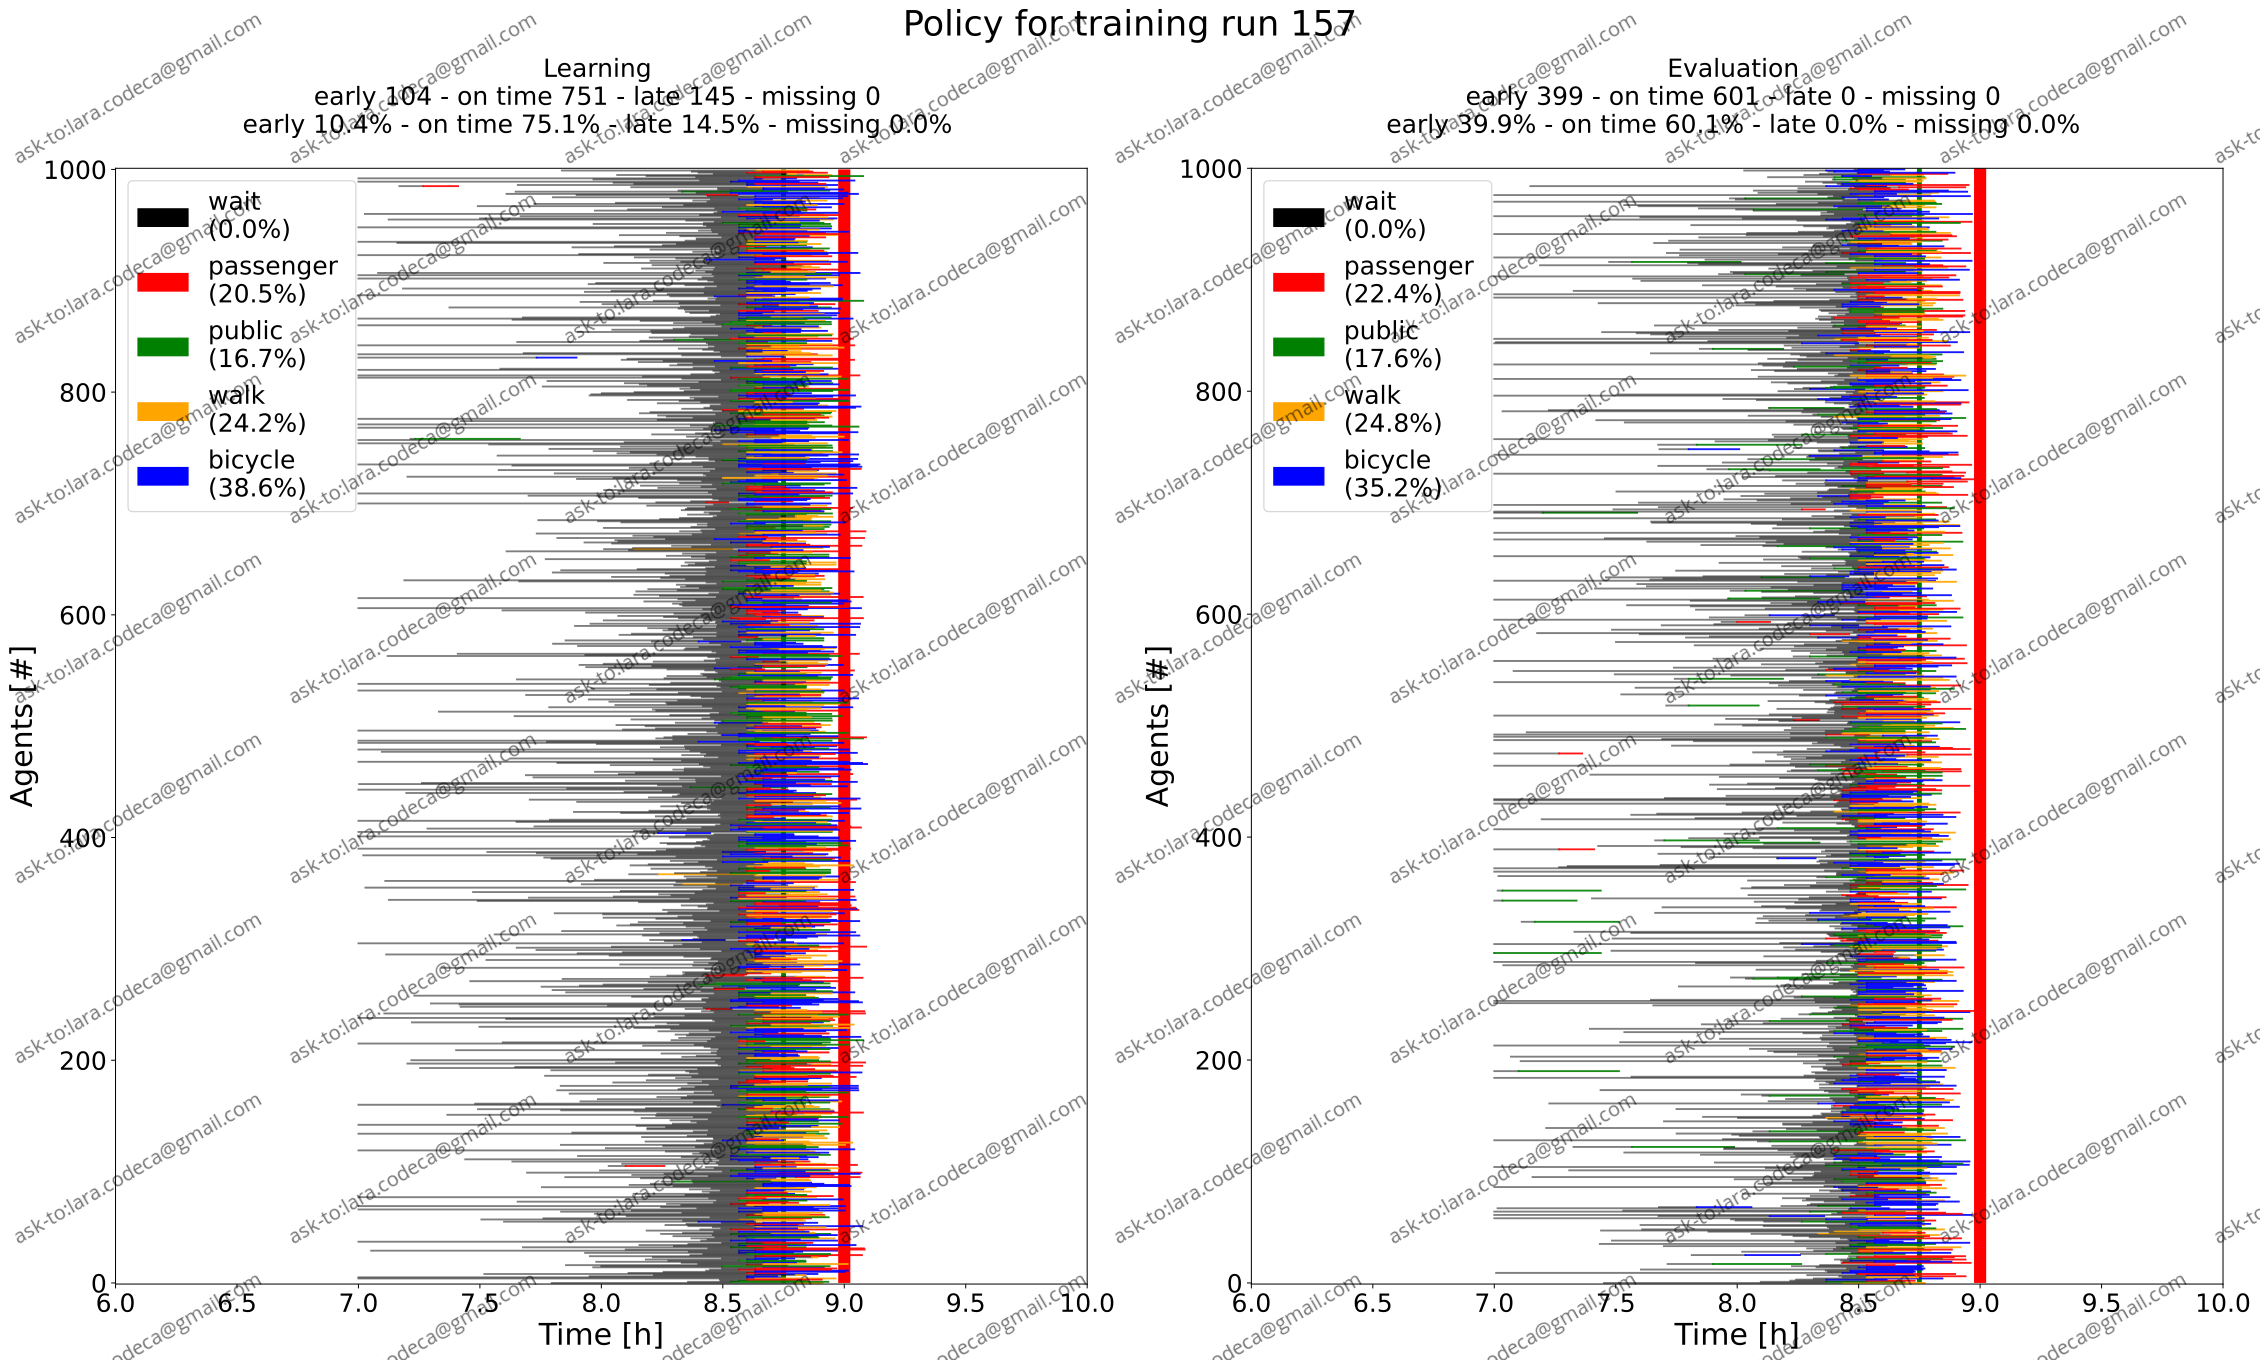 Policy for training run 157
Learning
early 104 - on time 751 - late 145 - missing 0
early 10.4% - on time 75.1% - late 14.5% - missing 0.0%
1000
800
600
400
200
0
Agents [#]
wait
(0.0%)
passenger
(20.5%)
public
(16.7%)
walk
(24.2%)
bicycle
(38.6%)
6.0 6.5 7.0 7.5 8.0 8.5 9.0 9.5 10.0
Time [h]
Evaluation
early 399 - on time 601 - late 0 - missing 0
early 39.9% - on time 60.1% - late 0.0% - missing 0.0%
1000
800
600
400
200
0
Agents [#]
wait
(0.0%)
passenger
(22.4%)
public
(17.6%)
walk
(24.8%)
bicycle
(35.2%)
6.0 6.5 7.0 7.5 8.0 8.5 9.0 9.5 10.0
Time [h]
ask-to:lara.codeca@gmail.com